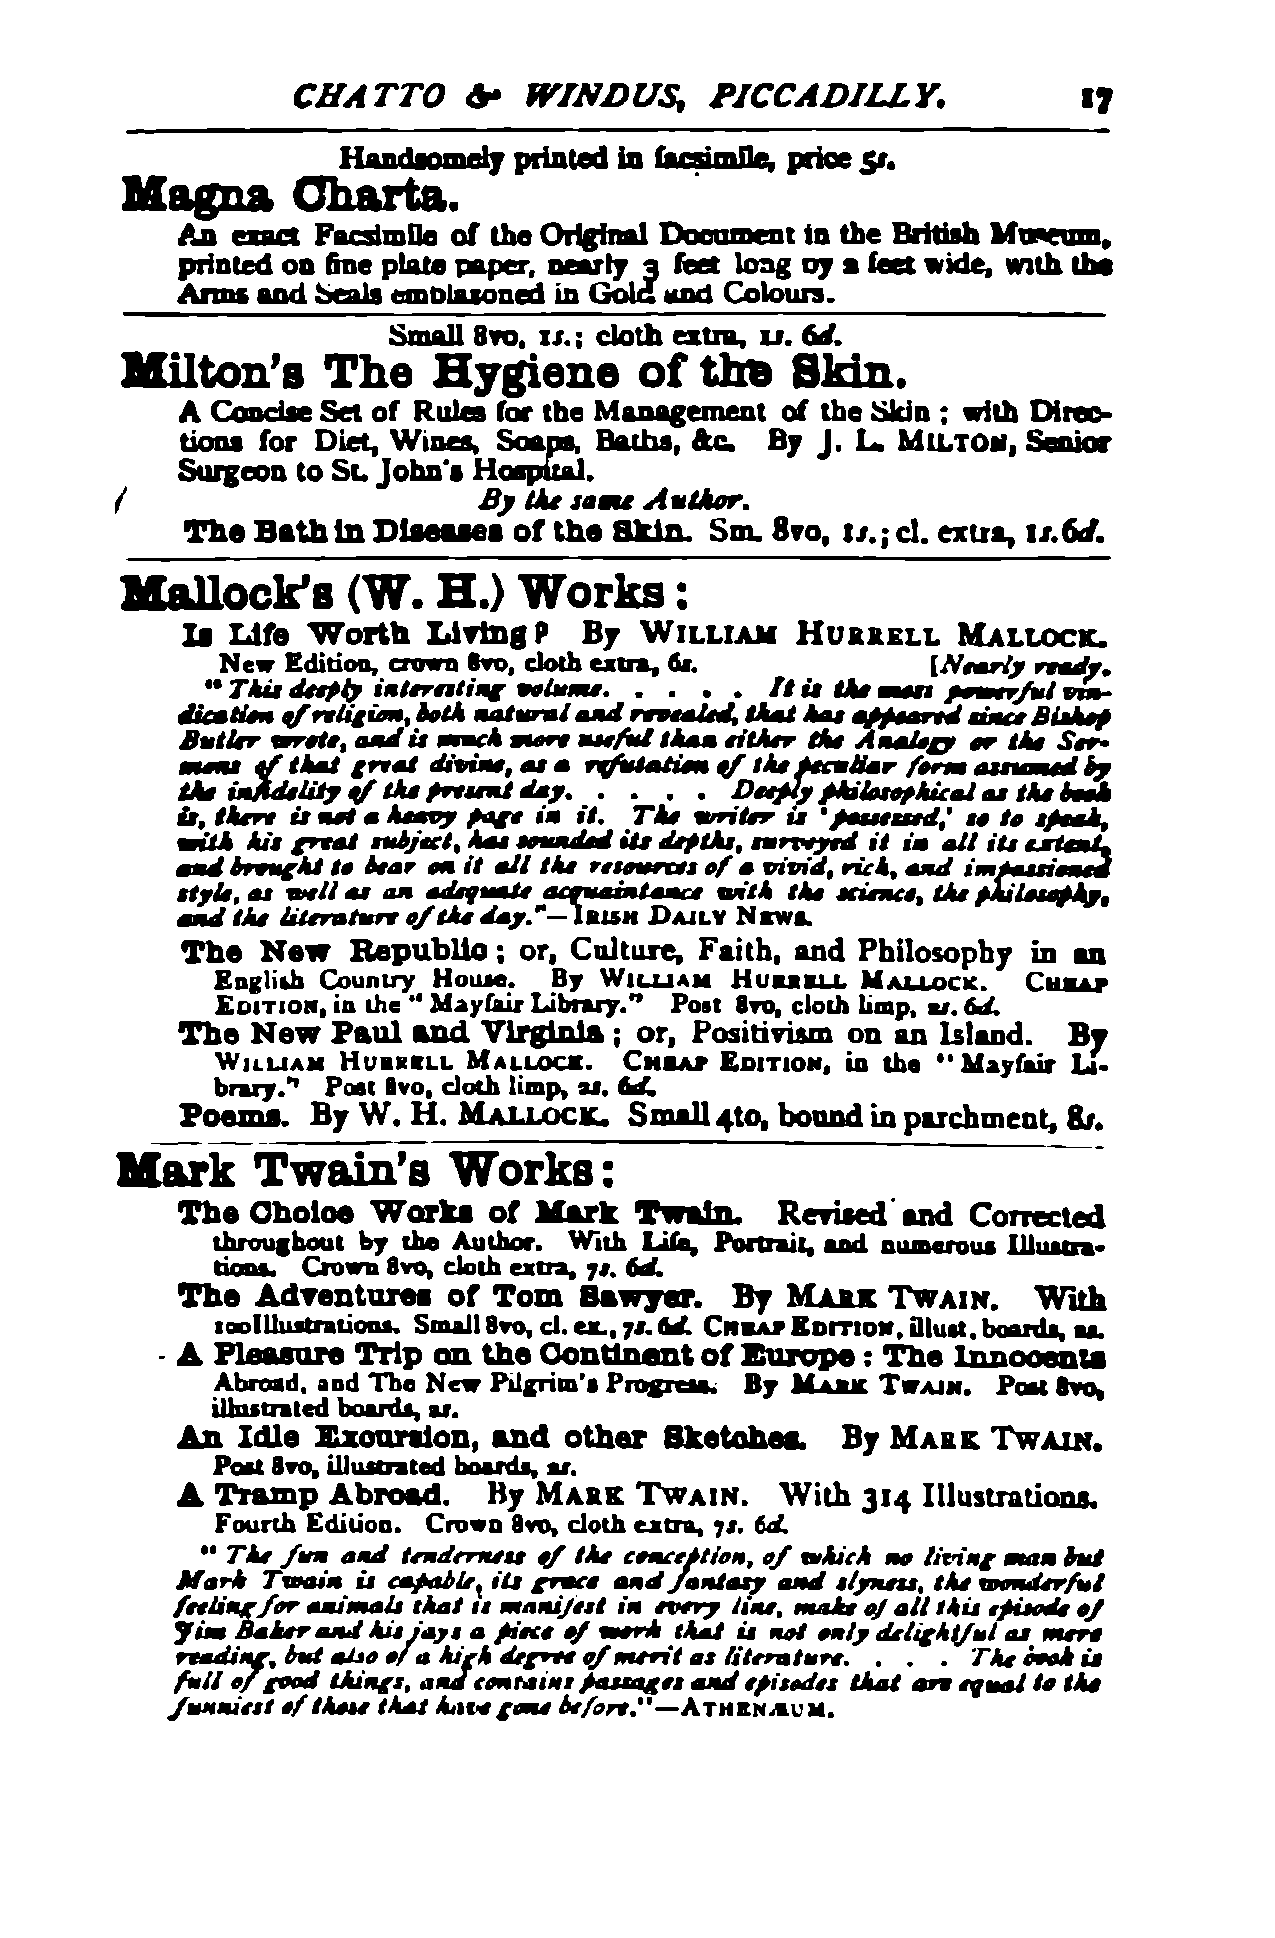 CHATTO & WINDUS, PICCADILLY. 17
Handsomely printed in facsimile, price 5s.
Magna Charta.
An exact Facsimile of the Original Document in the British Museum,
printed on fine plate paper, nearly 3 feet long by 2 feet wide, with the
Arms and Seals emblazoned in Gold and Colours.
Small 8vo, 1s.; cloth extra, 1s. 6d.
Milton's The Hygiene of the Skin.
A Concise Set of Rules for the Management of the Skin; with Direc-
tions for Diet, Wines, Soaps, Baths, &c. By J. L. MILTON, Senior
Surgeon to St. John's Hospital.
By the same Author.
The Bath in Diseases of the Skin. Sm. 8vo, 1s.; cl. extra, 1s. 6d.
Mallock's (W. H.) Works:
Is Life Worth Living? By WILLIAM HURRELL MALLOCK.
New Edition, crown 8vo, cloth extra, 6s. [Nearly ready.
"This deeply interesting volume. . . . . It is the most powerful vin-
dication of religion, both natural and revealed, that has appeared since Bishop
Butler wrote, and is much more useful than either the Analogy or the Ser-
mons of that great divine, as a refutation of the peculiar form assumed by
the infidelity of the present day. . . . . Deeply philosophical as the book
is, there is not a heavy page in it. The writer is 'possessed,' so to speak,
with his great subject, has sounded its depths, surveyed it in all its extent,
and brought to bear on it all the resources of a vivid, rich, and impassioned
style, as well as an adequate acquaintance with the science, the philosophy,
and the literature of the day."—IRISH DAILY NEWS.
The New Republic; or, Culture, Faith, and Philosophy in an
English Country House. By WILLIAM HURRELL MALLOCK. CHEAP
EDITION, in the "Mayfair Library." Post 8vo, cloth limp, 2s. 6d.
The New Paul and Virginia; or, Positivism on an Island. By
WILLIAM HURRELL MALLOCK. CHEAP EDITION, in the "Mayfair Li-
brary." Post 8vo, cloth limp, 2s. 6d.
Poems. By W. H. MALLOCK. Small 4to, bound in parchment, 8s.
Mark Twain's Works:
The Choice Works of Mark Twain. Revised and Corrected
throughout by the Author. With Life, Portrait, and numerous Illustra-
tions. Crown 8vo, cloth extra, 7s. 6d.
The Adventures of Tom Sawyer. By MARK TWAIN. With
100 Illustrations. Small 8vo, cl. ex., 7s. 6d. CHEAP EDITION, illust. boards, 2s.
A Pleasure Trip on the Continent of Europe: The Innocents
Abroad, and The New Pilgrim's Progress. By MARK TWAIN. Post 8vo,
illustrated boards, 2s.
An Idle Excursion, and other Sketches. By MARK TWAIN.
Post 8vo, illustrated boards, 2s.
A Tramp Abroad. By MARK TWAIN. With 314 Illustrations.
Fourth Edition. Crown 8vo, cloth extra, 7s. 6d.
"The fun and tenderness of the conception, of which no living man but
Mark Twain is capable, its grace and fantasy and slyness, the wonderful
feeling for animals that is manifest in every line, make of all this episode of
Jim Baker and his jays a piece of work that is not only delightful as mere
reading, but also of a high degree of merit as literature. . . . The book is
full of good things, and contains passages and episodes that are equal to the
funniest of those that have gone before."—ATHENÆUM.